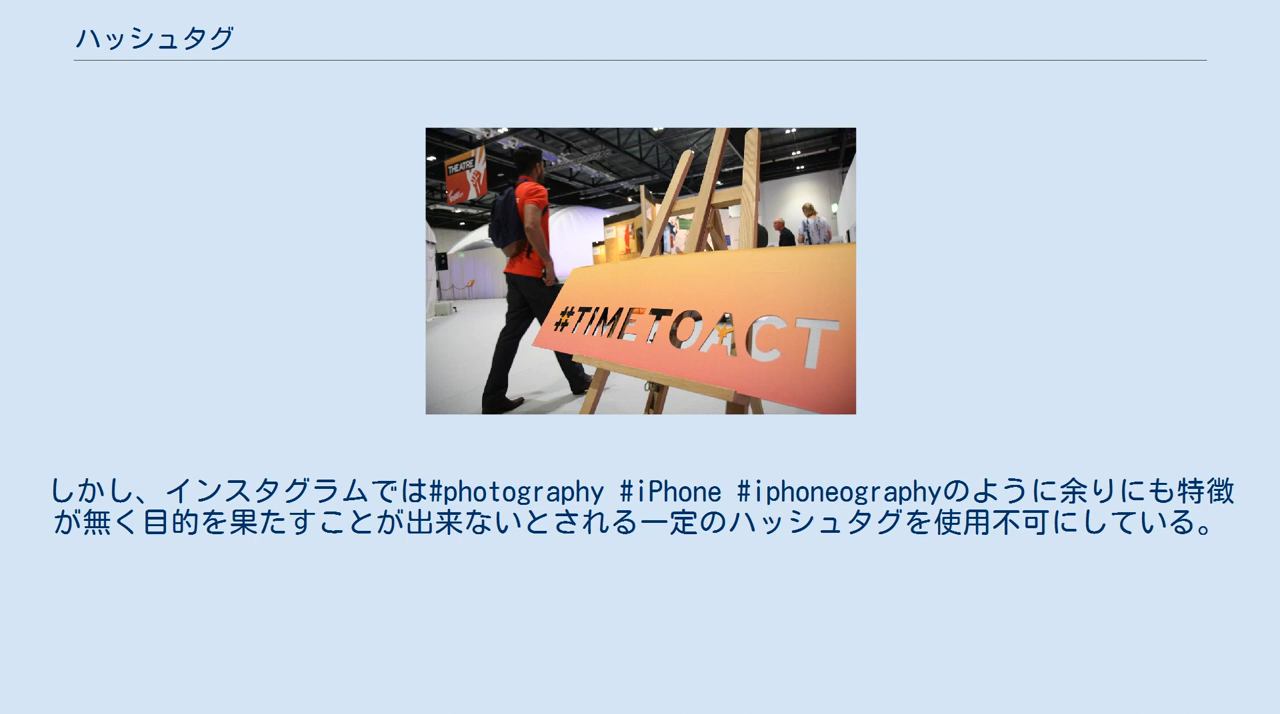 ハッシュタグ
THEATRE
#TiMETOACT
しかし、インスタグラムでは#photography #iPhone #iphoneographyのように余りにも特徴
が無く目的を果たすことが出来ないとされる一定のハッシュタグを使用不可にしている。